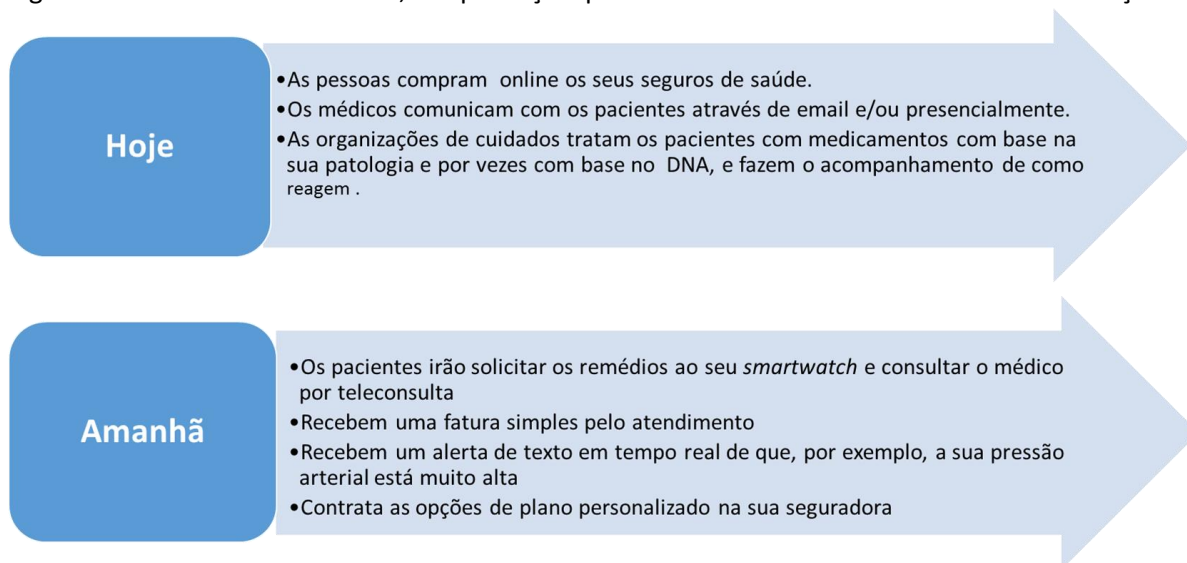 Hoje
•As pessoas compram online os seus seguros de saúde.
•Os médicos comunicam com os pacientes através de email e/ou presencialmente.
•As organizações de cuidados tratam os pacientes com medicamentos com base na
sua patologia e por vezes com base no DNA, e fazem o acompanhamento de como
reagem .
Amanhã
•Os pacientes irão solicitar os remédios ao seu smartwatch e consultar o médico
por teleconsulta
•Recebem uma fatura simples pelo atendimento
•Recebem um alerta de texto em tempo real de que, por exemplo, a sua pressão
arterial está muito alta
•Contrata as opções de plano personalizado na sua seguradora